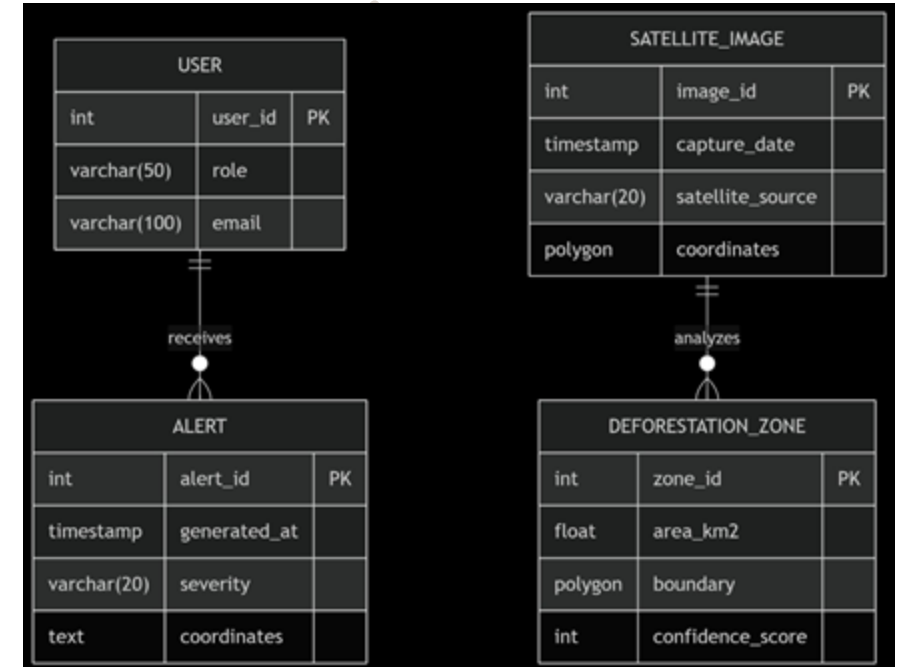 USER
int user_id PK
varchar(50) role
varchar(100) email
receives
ALERT
int alert_id PK
timestamp generated_at
varchar(20) severity
text coordinates
SATELLITE_IMAGE
int image_id PK
timestamp capture_date
varchar(20) satellite_source
polygon coordinates
analyzes
DEFORESTATION_ZONE
int zone_id PK
float area_km2
polygon boundary
int confidence_score